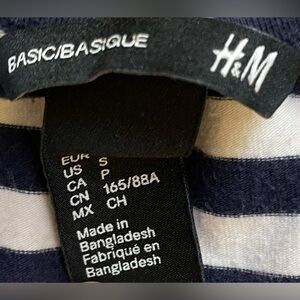 BASIC/BASIQUE
H&M
EUR S
US P
CA
CN 165/88A
MX CH
Made in
Bangladesh
Fabriqué en
Bangladesh